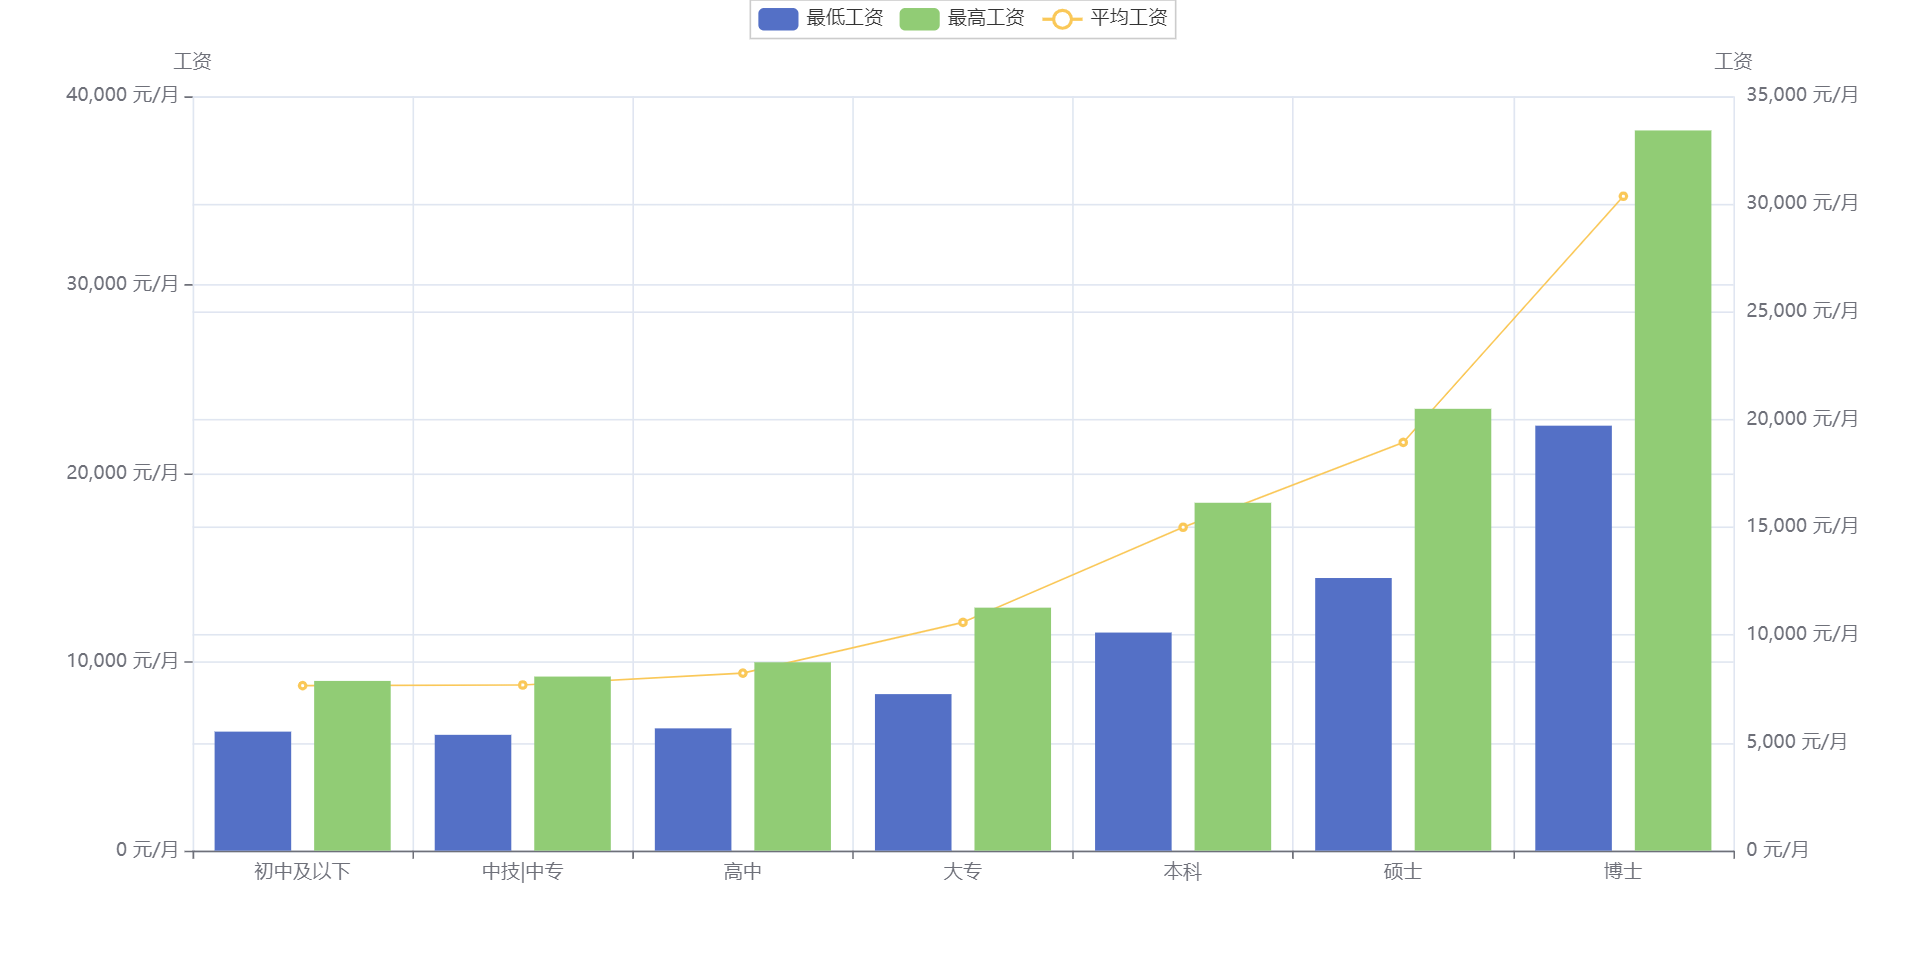 最低工资 最高工资 平均工资
工资 工资
40,000 元/月
30,000 元/月
20,000 元/月
10,000 元/月
0 元/月
35,000 元/月
30,000 元/月
25,000 元/月
20,000 元/月
15,000 元/月
10,000 元/月
5,000 元/月
0 元/月
初中及以下 中技|中专 高中 大专 本科 硕士 博士